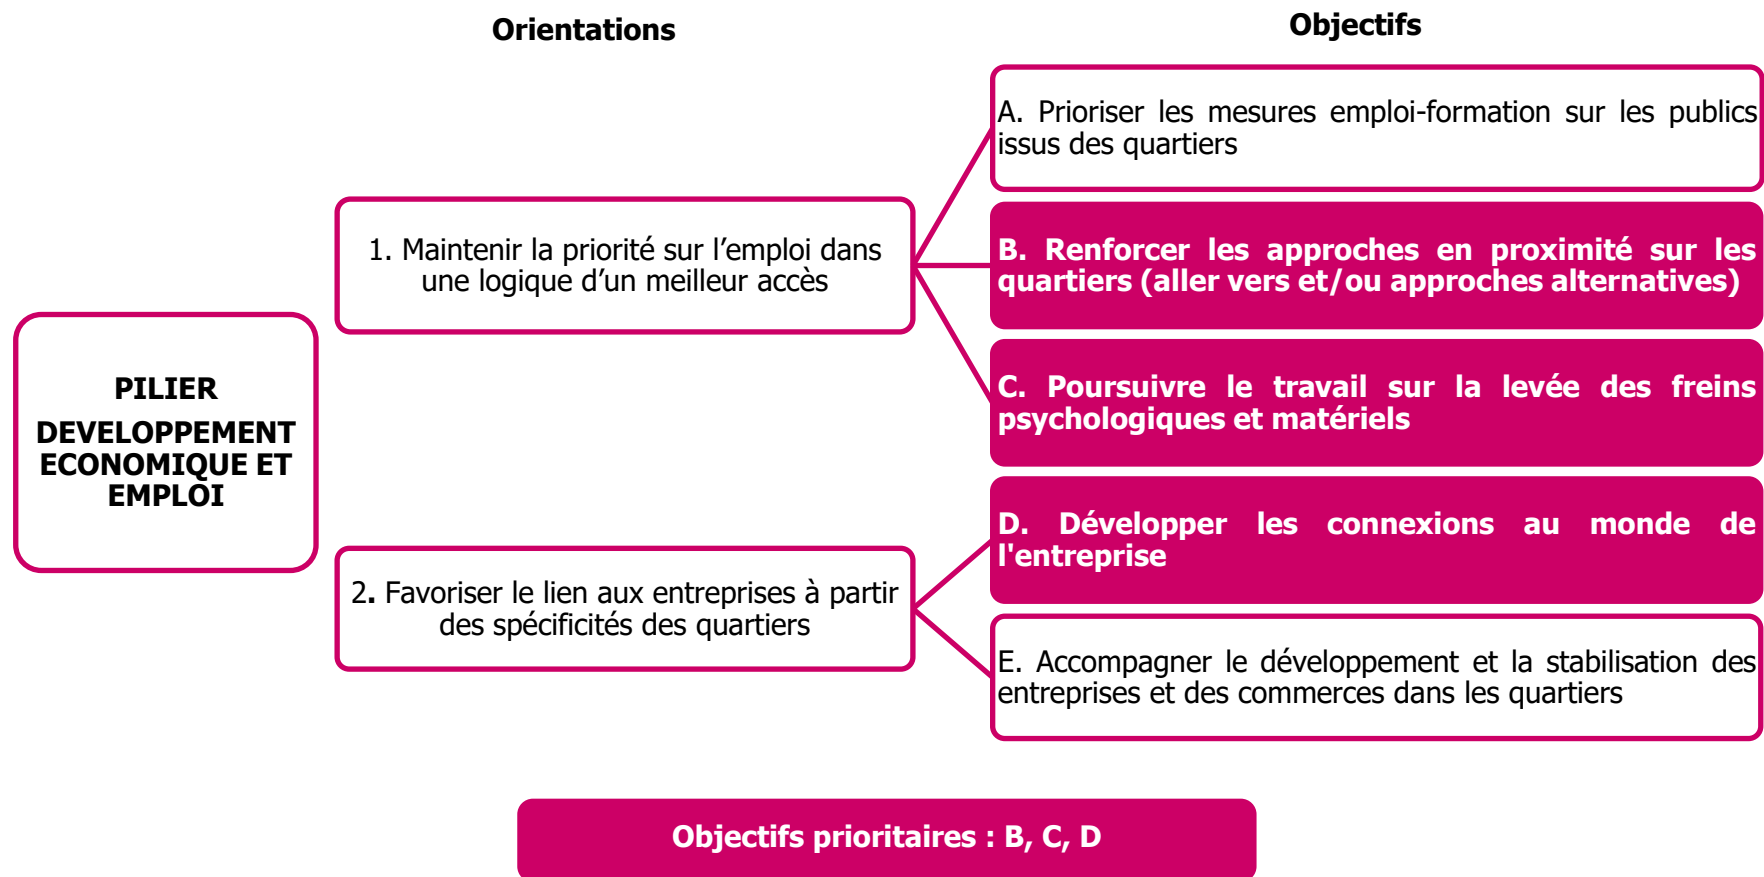 Orientations
Objectifs
A. Prioriser les mesures emploi-formation sur les publics
issus des quartiers
1. Maintenir la priorité sur l’emploi dans
une logique d’un meilleur accès
B. Renforcer les approches en proximité sur les
quartiers (aller vers et/ou approches alternatives)
C. Poursuivre le travail sur la levée des freins
psychologiques et matériels
PILIER
DEVELOPPEMENT
ECONOMIQUE ET
EMPLOI
2. Favoriser le lien aux entreprises à partir
des spécificités des quartiers
D. Développer les connexions au monde de
l'entreprise
E. Accompagner le développement et la stabilisation des
entreprises et des commerces dans les quartiers
Objectifs prioritaires : B, C, D